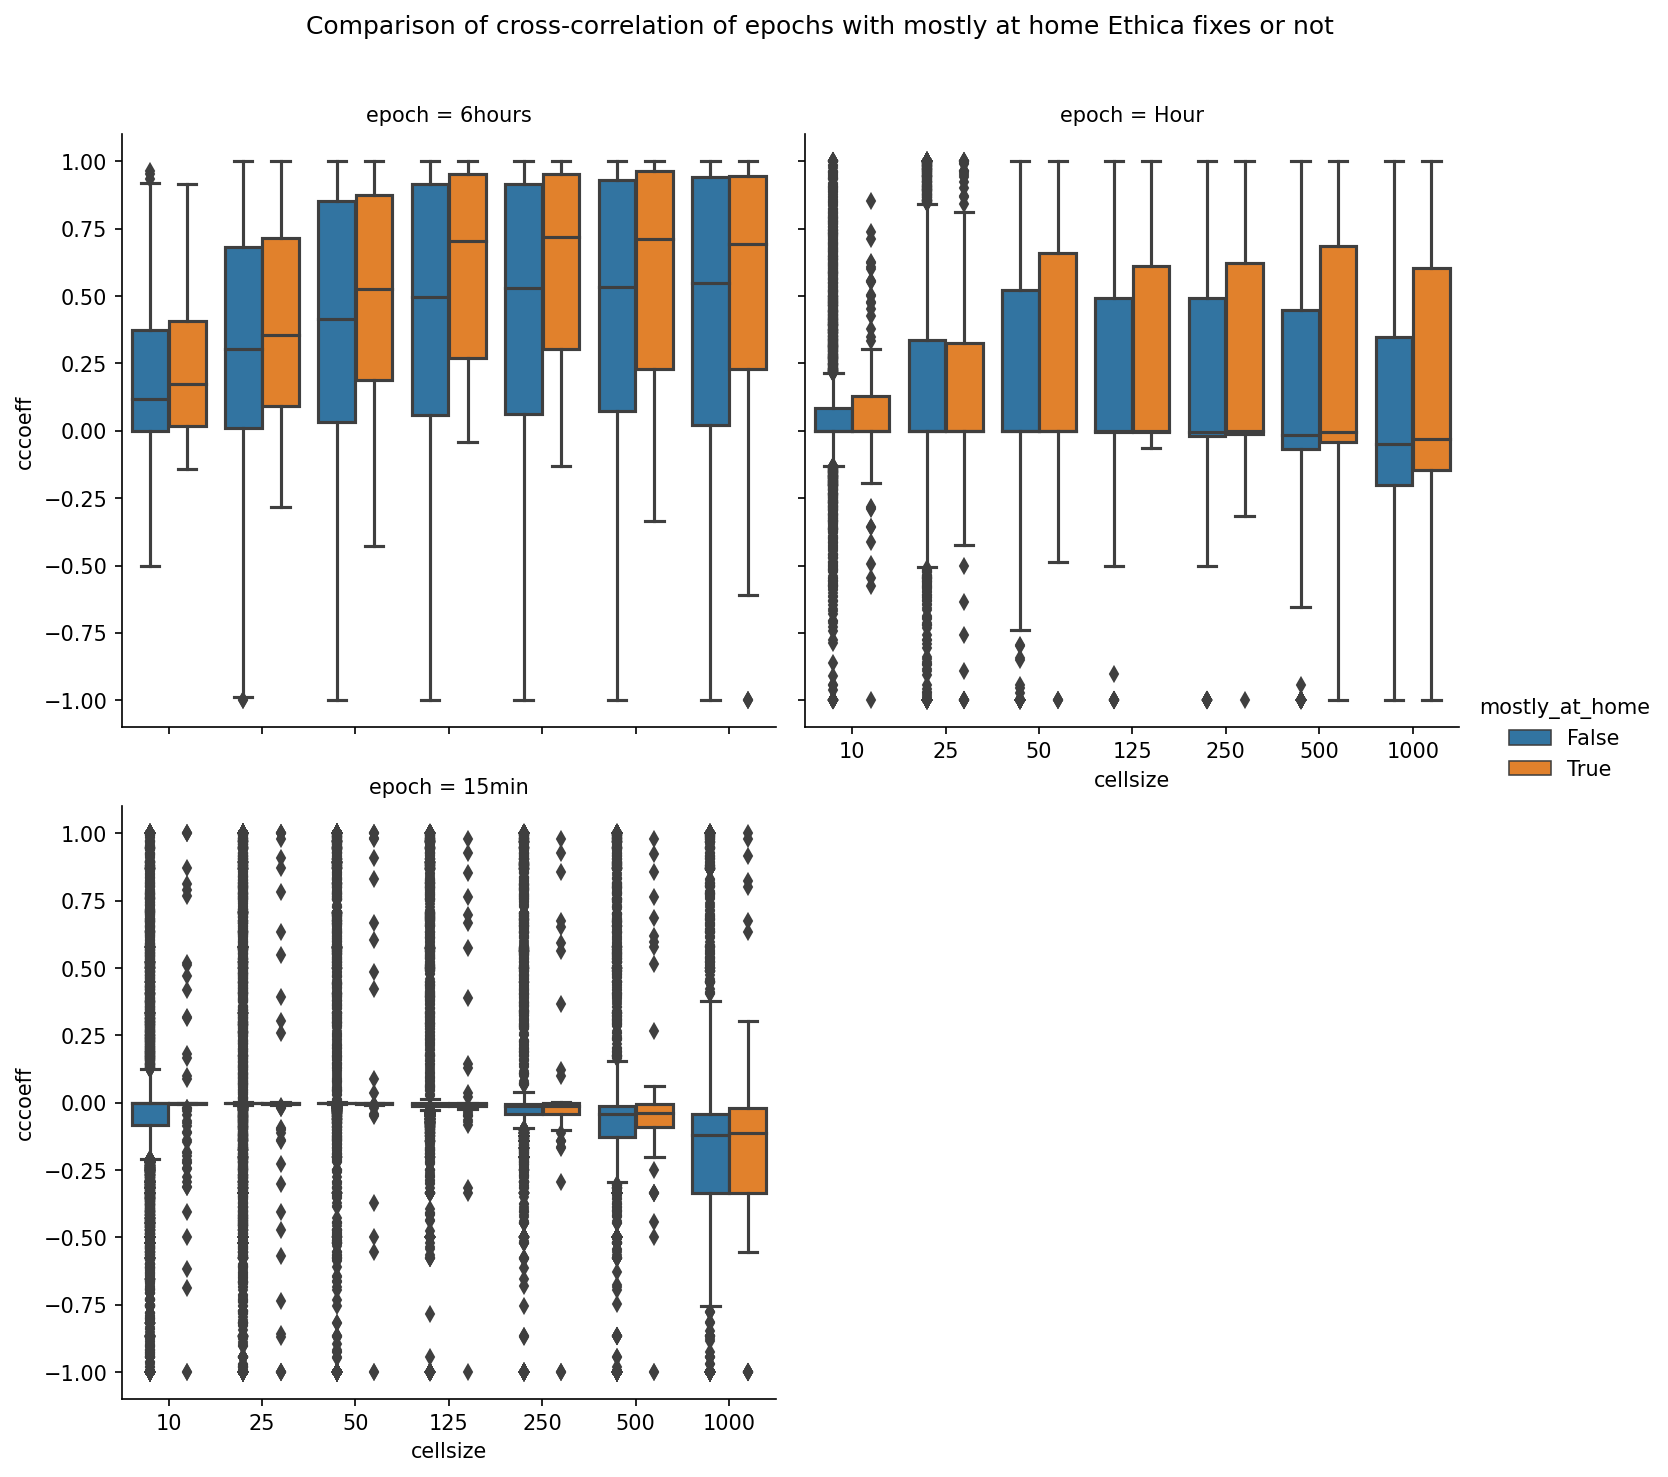 Comparison of cross-correlation of epochs with mostly at home Ethica fixes or not
epoch = 6hours
cccoeff
1.00
0.75
0.50
0.25
0.00
−0.25
−0.50
−0.75
−1.00
epoch = Hour
10 25 50 125 250 500 1000
cellsize
mostly_at_home
False
True
epoch = 15min
cccoeff
1.00
0.75
0.50
0.25
0.00
−0.25
−0.50
−0.75
−1.00
10 25 50 125 250 500 1000
cellsize